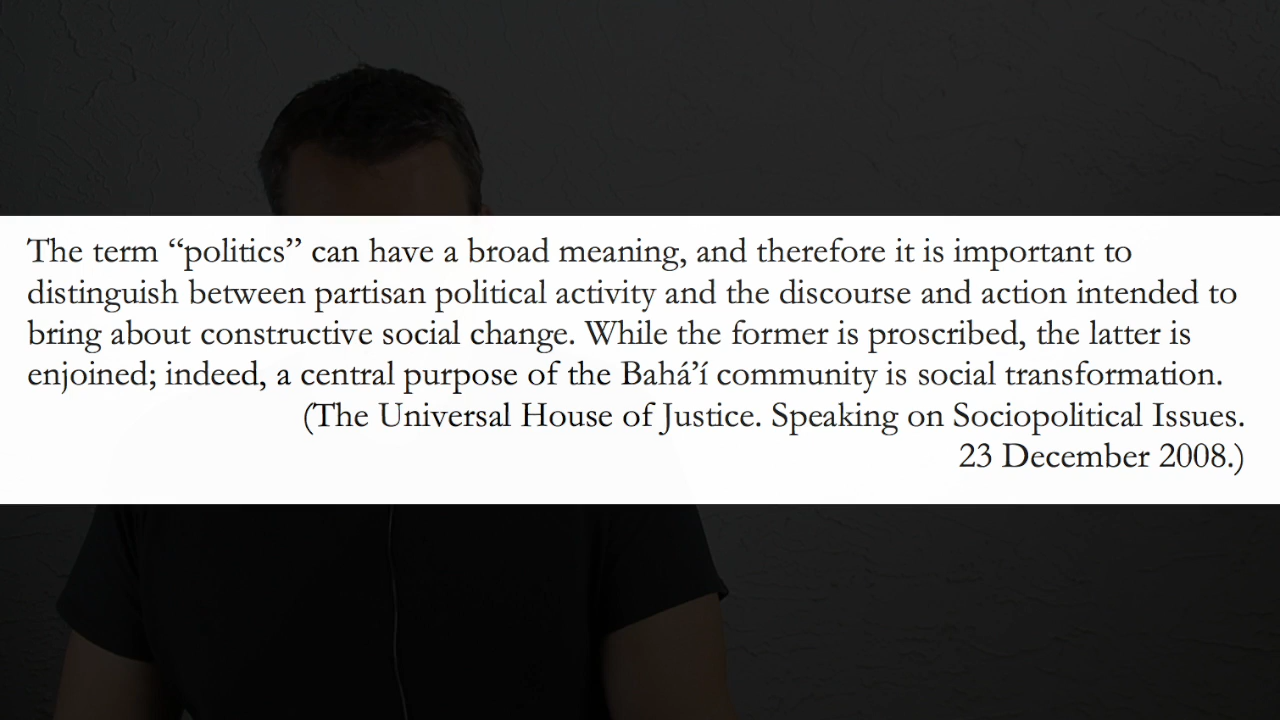 The term “politics” can have a broad meaning, and therefore it is important to
distinguish between partisan political activity and the discourse and action intended to
bring about constructive social change. While the former is proscribed, the latter is
enjoined; indeed, a central purpose of the Bahá’í community is social transformation.
(The Universal House of Justice. Speaking on Sociopolitical Issues.
23 December 2008.)